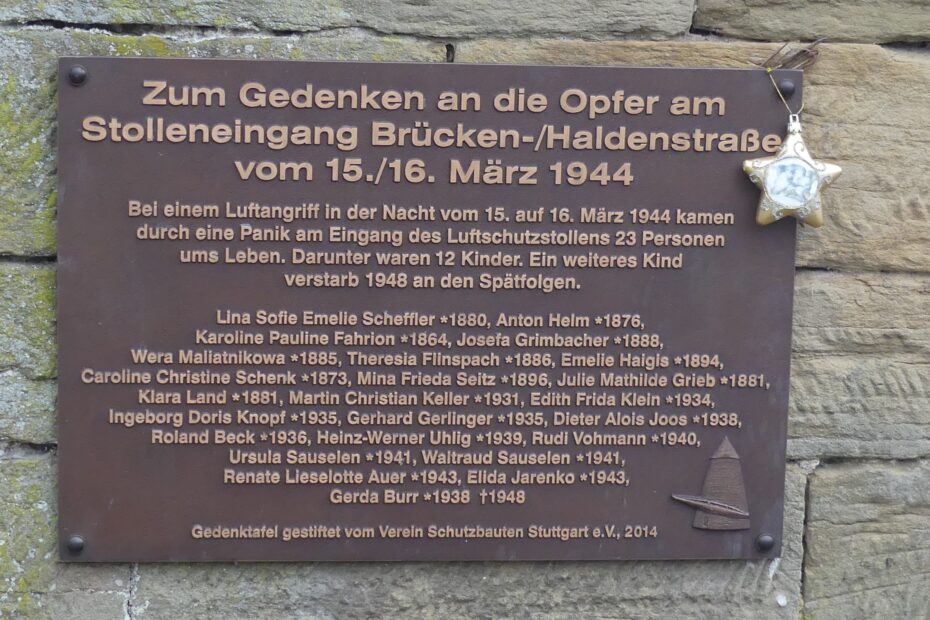 Zum Gedenken an die Opfer am
Stolleneingang Brücken-/Haldenstraße
vom 15./16. März 1944
Bei einem Luftangriff in der Nacht vom 15. auf 16. März 1944 kamen
durch eine Panik am Eingang des Luftschutzstollens 23 Personen
ums Leben. Darunter waren 12 Kinder. Ein weiteres Kind
verstarb 1948 an den Spätfolgen.
Lina Sofie Emelie Scheffler *1880, Anton Helm *1876,
Karoline Pauline Fahrion *1864, Josefa Grimbacher *1888,
Wera Maliatnikowa *1885, Theresia Flinspach *1886, Emelie Haigis *1894,
Caroline Christine Schenk *1873, Mina Frieda Seitz *1896, Julie Mathilde Grieb *1881,
Klara Land *1881, Martin Christian Keller *1931, Edith Frida Klein *1934,
Ingeborg Doris Knopf *1935, Gerhard Gerlinger *1935, Dieter Alois Joos *1938,
Roland Beck *1936, Heinz-Werner Uhlig *1939, Rudi Vohmann *1940,
Ursula Sauselen *1941, Waltraud Sauselen *1941,
Renate Lieselotte Auer *1943, Elida Jarenko *1943,
Gerda Burr *1938 †1948
Gedenktafel gestiftet vom Verein Schutzbauten Stuttgart e.V., 2014